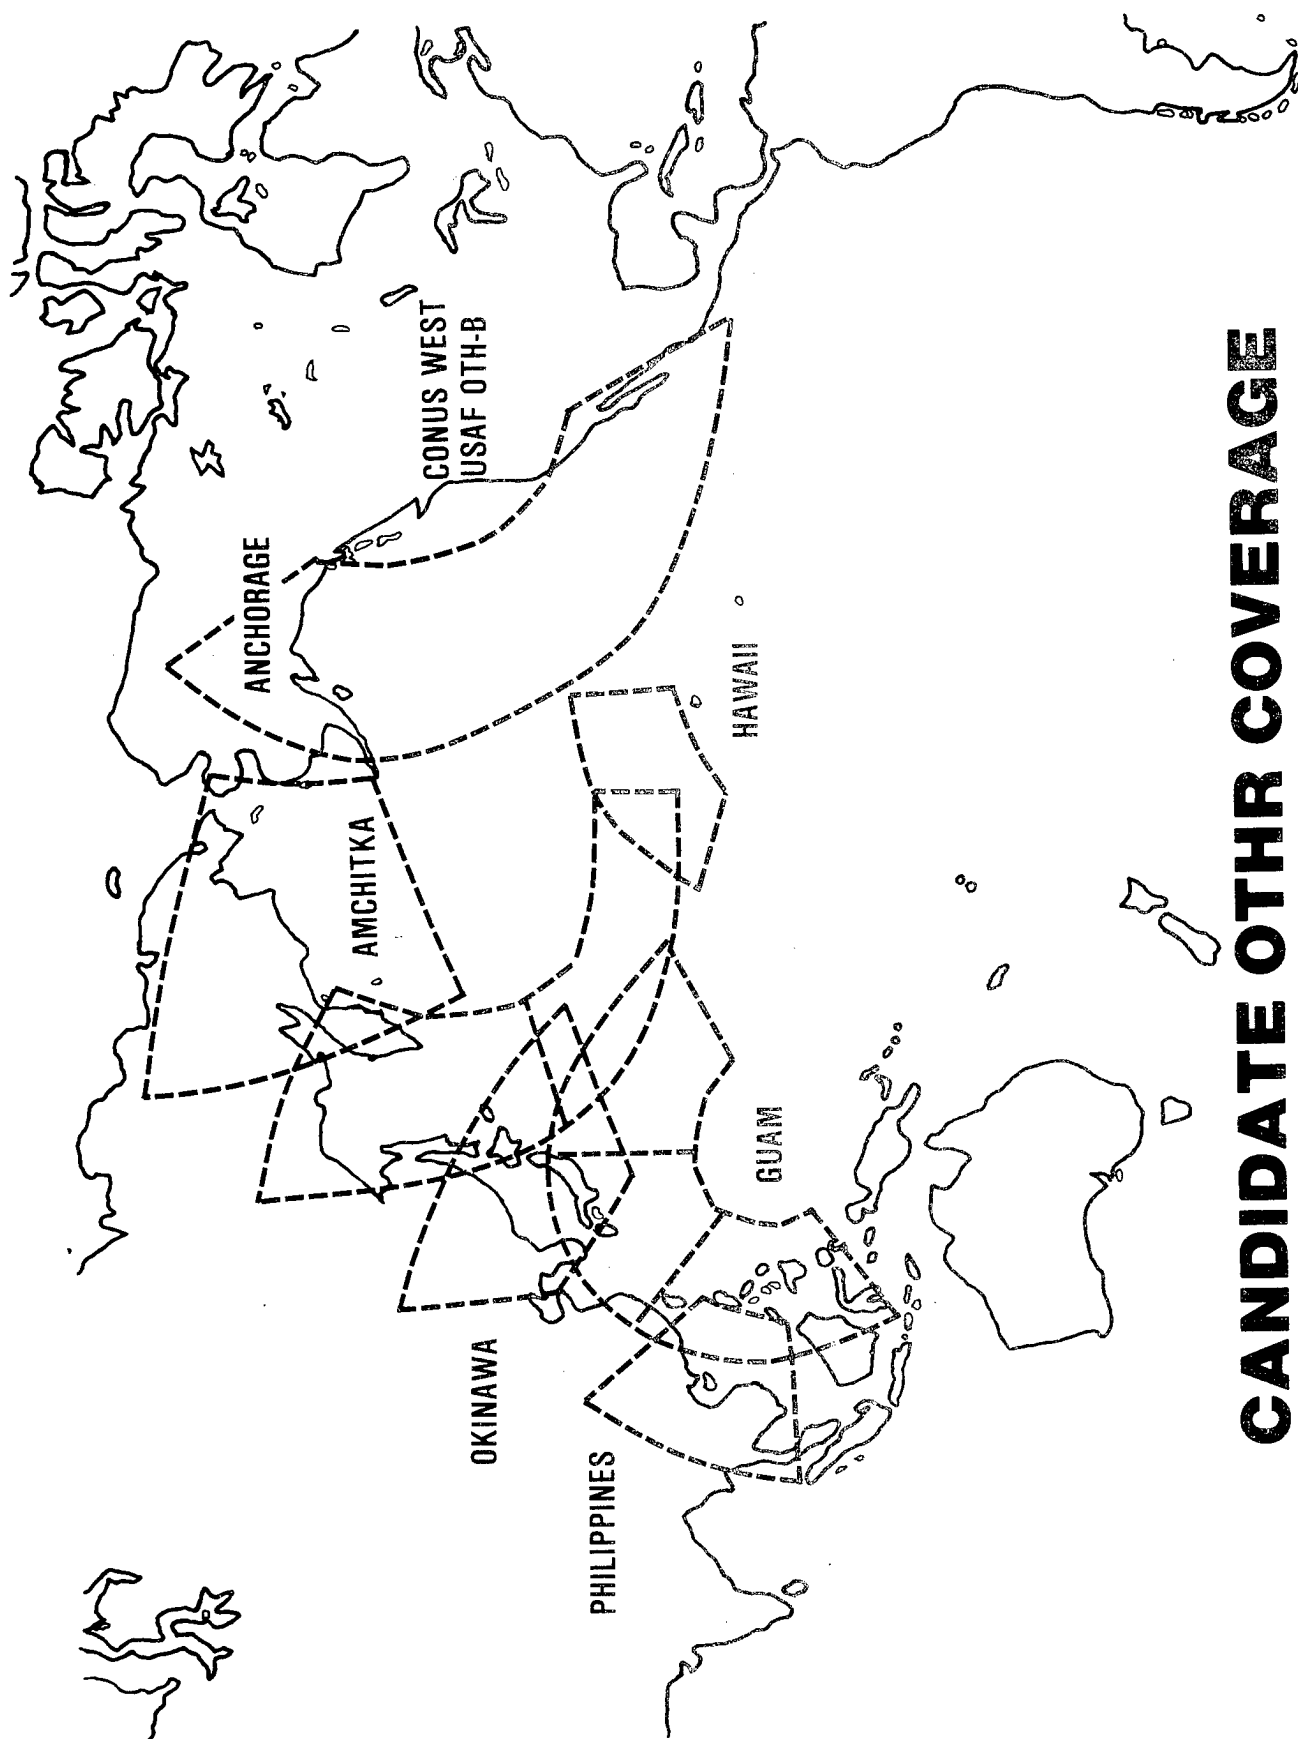 ANCHORAGE
CONUS WEST
USAF OTH-B
AMCHITKA
HAWAII
OKINAWA
GUAM
PHILIPPINES
CANDIDATE OTHR COVERAGE